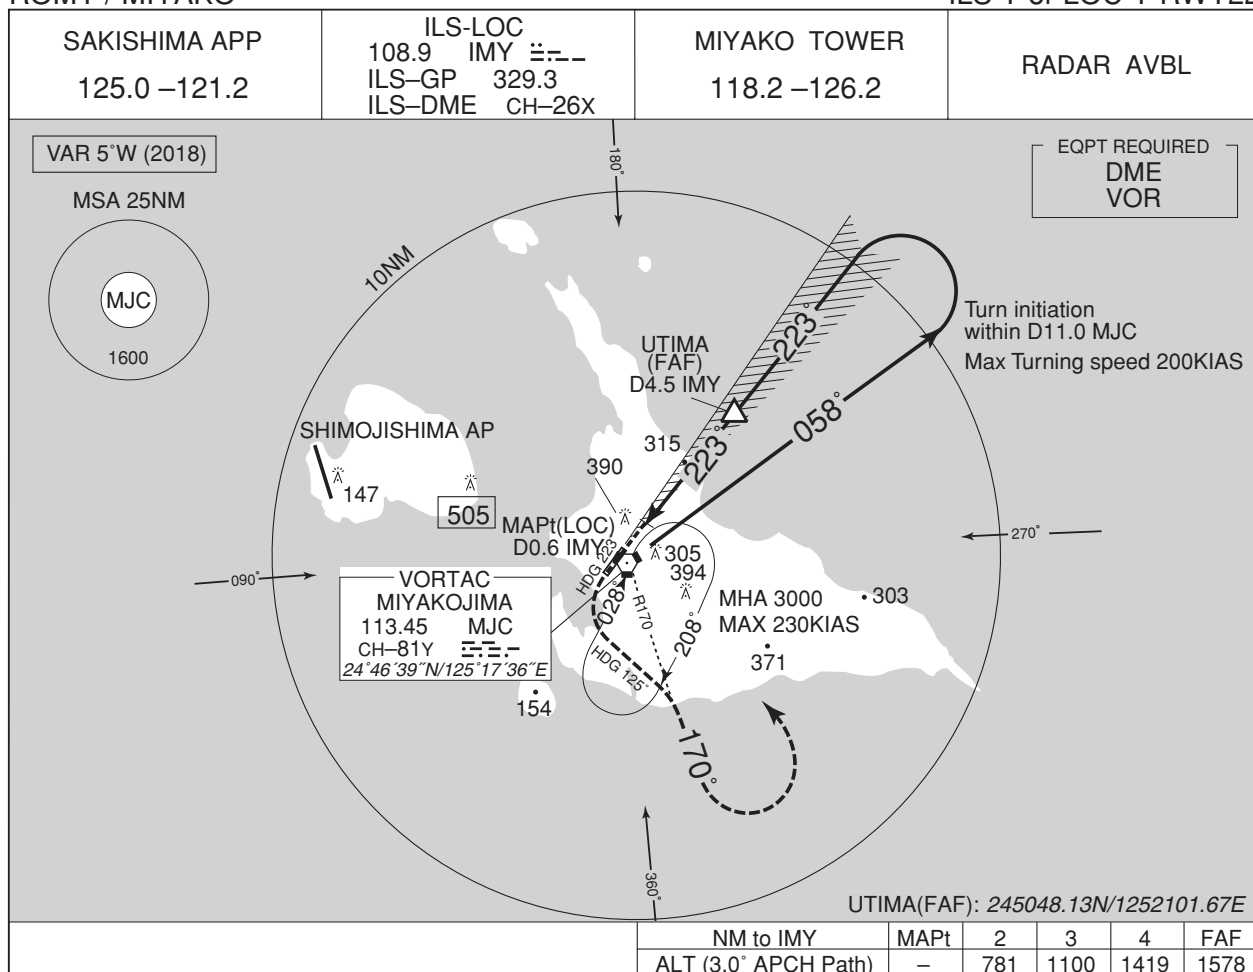 SAKISHIMA APP
125.0 –121.2
ILS-LOC
108.9 IMY
ILS–GP 329.3
ILS–DME CH–26X
MIYAKO TOWER
118.2 –126.2
RADAR AVBL
VAR 5°W (2018)
MSA 25NM
MJC
1600
180°
EQPT REQUIRED
DME
VOR
10NM
223°
Turn initiation
within D11.0 MJC
Max Turning speed 200KIAS
UTIMA
(FAF)
D4.5 IMY
058°
SHIMOJISHIMA AP
315
223°
390
147
505
MAPt(LOC)
D0.6 IMY
HDG 223
305
394
270°
090°
VORTAC
MIYAKOJIMA
113.45 MJC
CH–81Y
24°46′39″N/125°17′36″E
028°
R170
208°
MHA 3000
MAX 230KIAS
303
371
HDG 125°
154
170°
360°
UTIMA(FAF): 245048.13N/1252101.67E
NM to IMY MAPt 2 3 4 FAF
ALT (3.0° APCH Path) – 781 1100 1419 1578